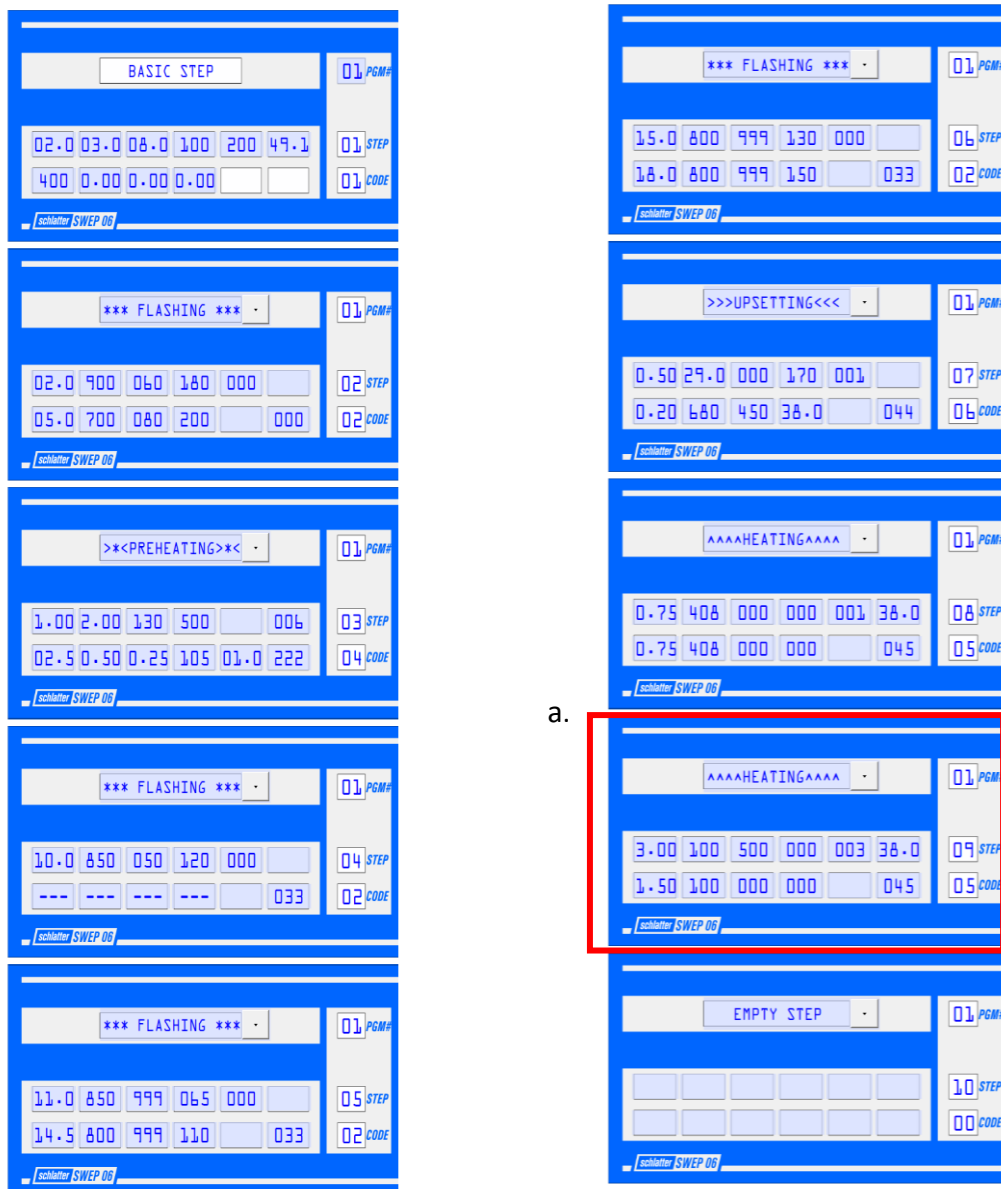 BASIC STEP 01 PGM#
02.0 03.0 08.0 100 200 49.1 01 STEP
400 0.00 0.00 0.00 01 CODE
schlatter SWEP 06
*** FLASHING *** 01 PGM#
02.0 900 060 180 000 02 STEP
05.0 700 080 200 000 02 CODE
schlatter SWEP 06
>*<PREHEATING>*< 01 PGM#
1.00 2.00 130 500 006 03 STEP
02.5 0.50 0.25 105 01.0 222 04 CODE
schlatter SWEP 06
*** FLASHING *** 01 PGM#
10.0 850 050 120 000 04 STEP
--- --- --- --- 033 02 CODE
schlatter SWEP 06
*** FLASHING *** 01 PGM#
11.0 850 999 065 000 05 STEP
14.5 800 999 110 033 02 CODE
schlatter SWEP 06
*** FLASHING *** 01 PGM#
15.0 800 999 130 000 06 STEP
18.0 800 999 150 033 02 CODE
schlatter SWEP 06
>>>UPSETTING<<< 01 PGM#
0.50 29.0 000 170 001 07 STEP
0.20 680 450 38.0 044 06 CODE
schlatter SWEP 06
^^^^HEATING^^^^ 01 PGM#
0.75 408 000 000 001 38.0 08 STEP
0.75 408 000 000 045 05 CODE
schlatter SWEP 06
a.
^^^^HEATING^^^^ 01 PGM
3.00 100 500 000 003 38.0 09 STEP
1.50 100 000 000 045 05 CODE
schlatter SWEP 06
EMPTY STEP 01 PGM#
10 STEP
00 CODE
schlatter SWEP 06